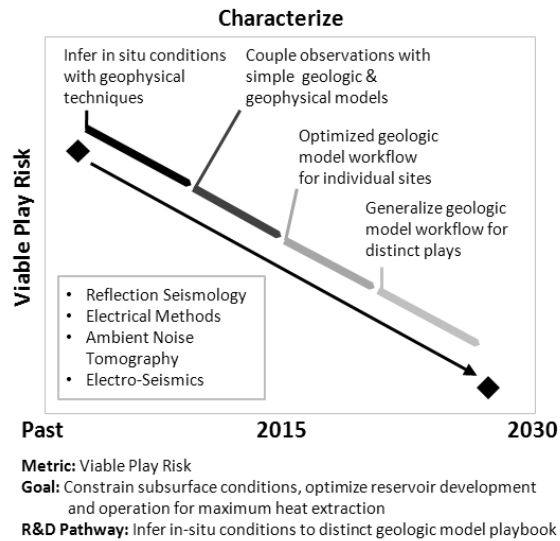 Characterize
Infer in situ conditions
with geophysical
techniques
Couple observations with
simple geologic &
geophysical models
Optimized geologic
model workflow
for individual sites
Generalize geologic
model workflow for
distinct plays
Viable Play Risk
• Reflection Seismology
• Electrical Methods
• Ambient Noise
Tomography
• Electro-Seismics
Past 2015 2030
Metric: Viable Play Risk
Goal: Constrain subsurface conditions, optimize reservoir development
and operation for maximum heat extraction
R&D Pathway: Infer in-situ conditions to distinct geologic model playbook